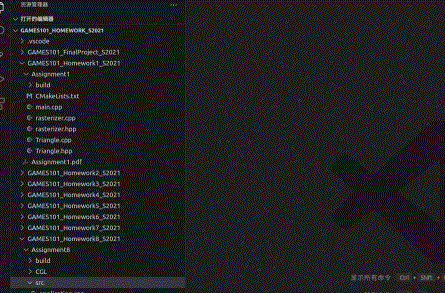 资源管理器
打开的编辑器
GAMES101_HOMEWORK_S2021
.vscode
GAMES101_FinalProject_S2021
GAMES101_Homework1_S2021
Assignment1
build
CMakeLists.txt
main.cpp
rasterizer.cpp
rasterizer.hpp
Triangle.cpp
Triangle.hpp
Assignment1.pdf
GAMES101_Homework2_S2021
GAMES101_Homework3_S2021
GAMES101_Homework4_S2021
GAMES101_Homework5_S2021
GAMES101_Homework6_S2021
GAMES101_Homework7_S2021
GAMES101_Homework8_S2021
Assignment8
build
CGL
src
显示所有命令 Ctrl + Shift +